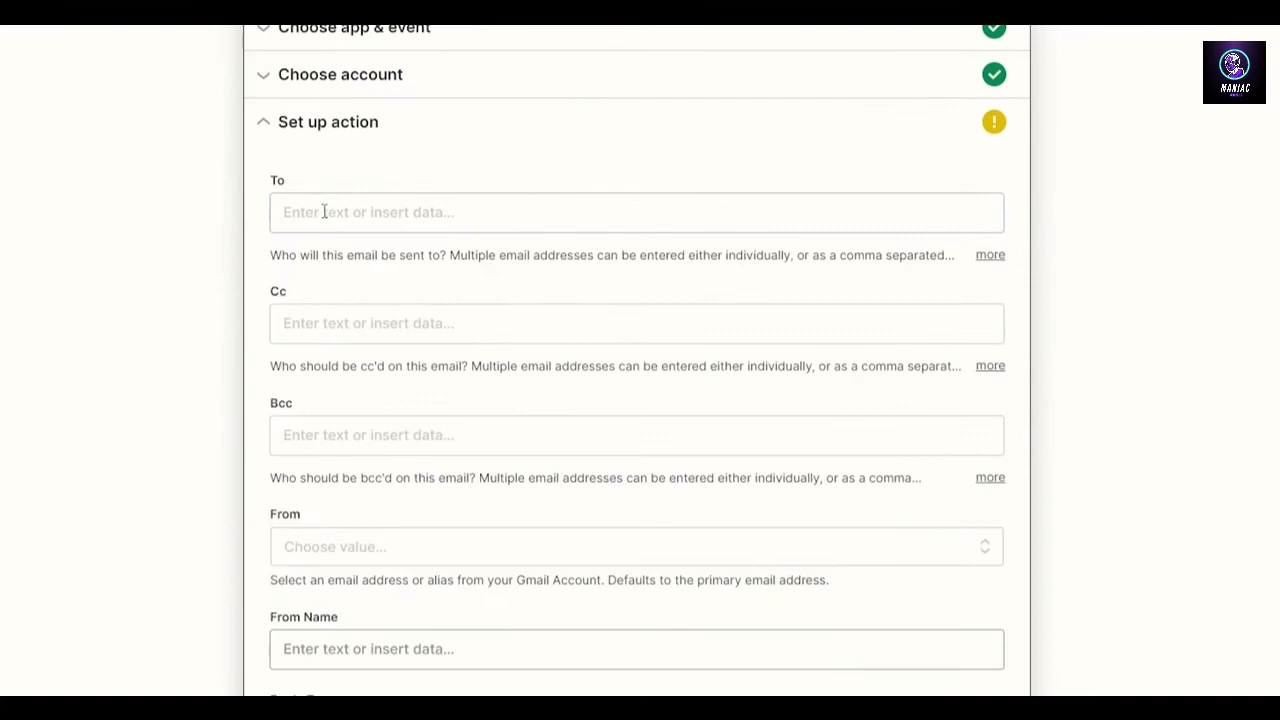 Choose app & event
Choose account
Set up action
!
To
Enter text or insert data...
Who will this email be sent to? Multiple email addresses can be entered either individually, or as a comma separated...
more
Cc
Enter text or insert data...
Who should be cc'd on this email? Multiple email addresses can be entered either individually, or as a comma separat...
more
Bcc
Enter text or insert data...
Who should be bcc'd on this email? Multiple email addresses can be entered either individually, or as a comma...
more
From
Choose value...
Select an email address or alias from your Gmail Account. Defaults to the primary email address.
From Name
Enter text or insert data...
MANIAC